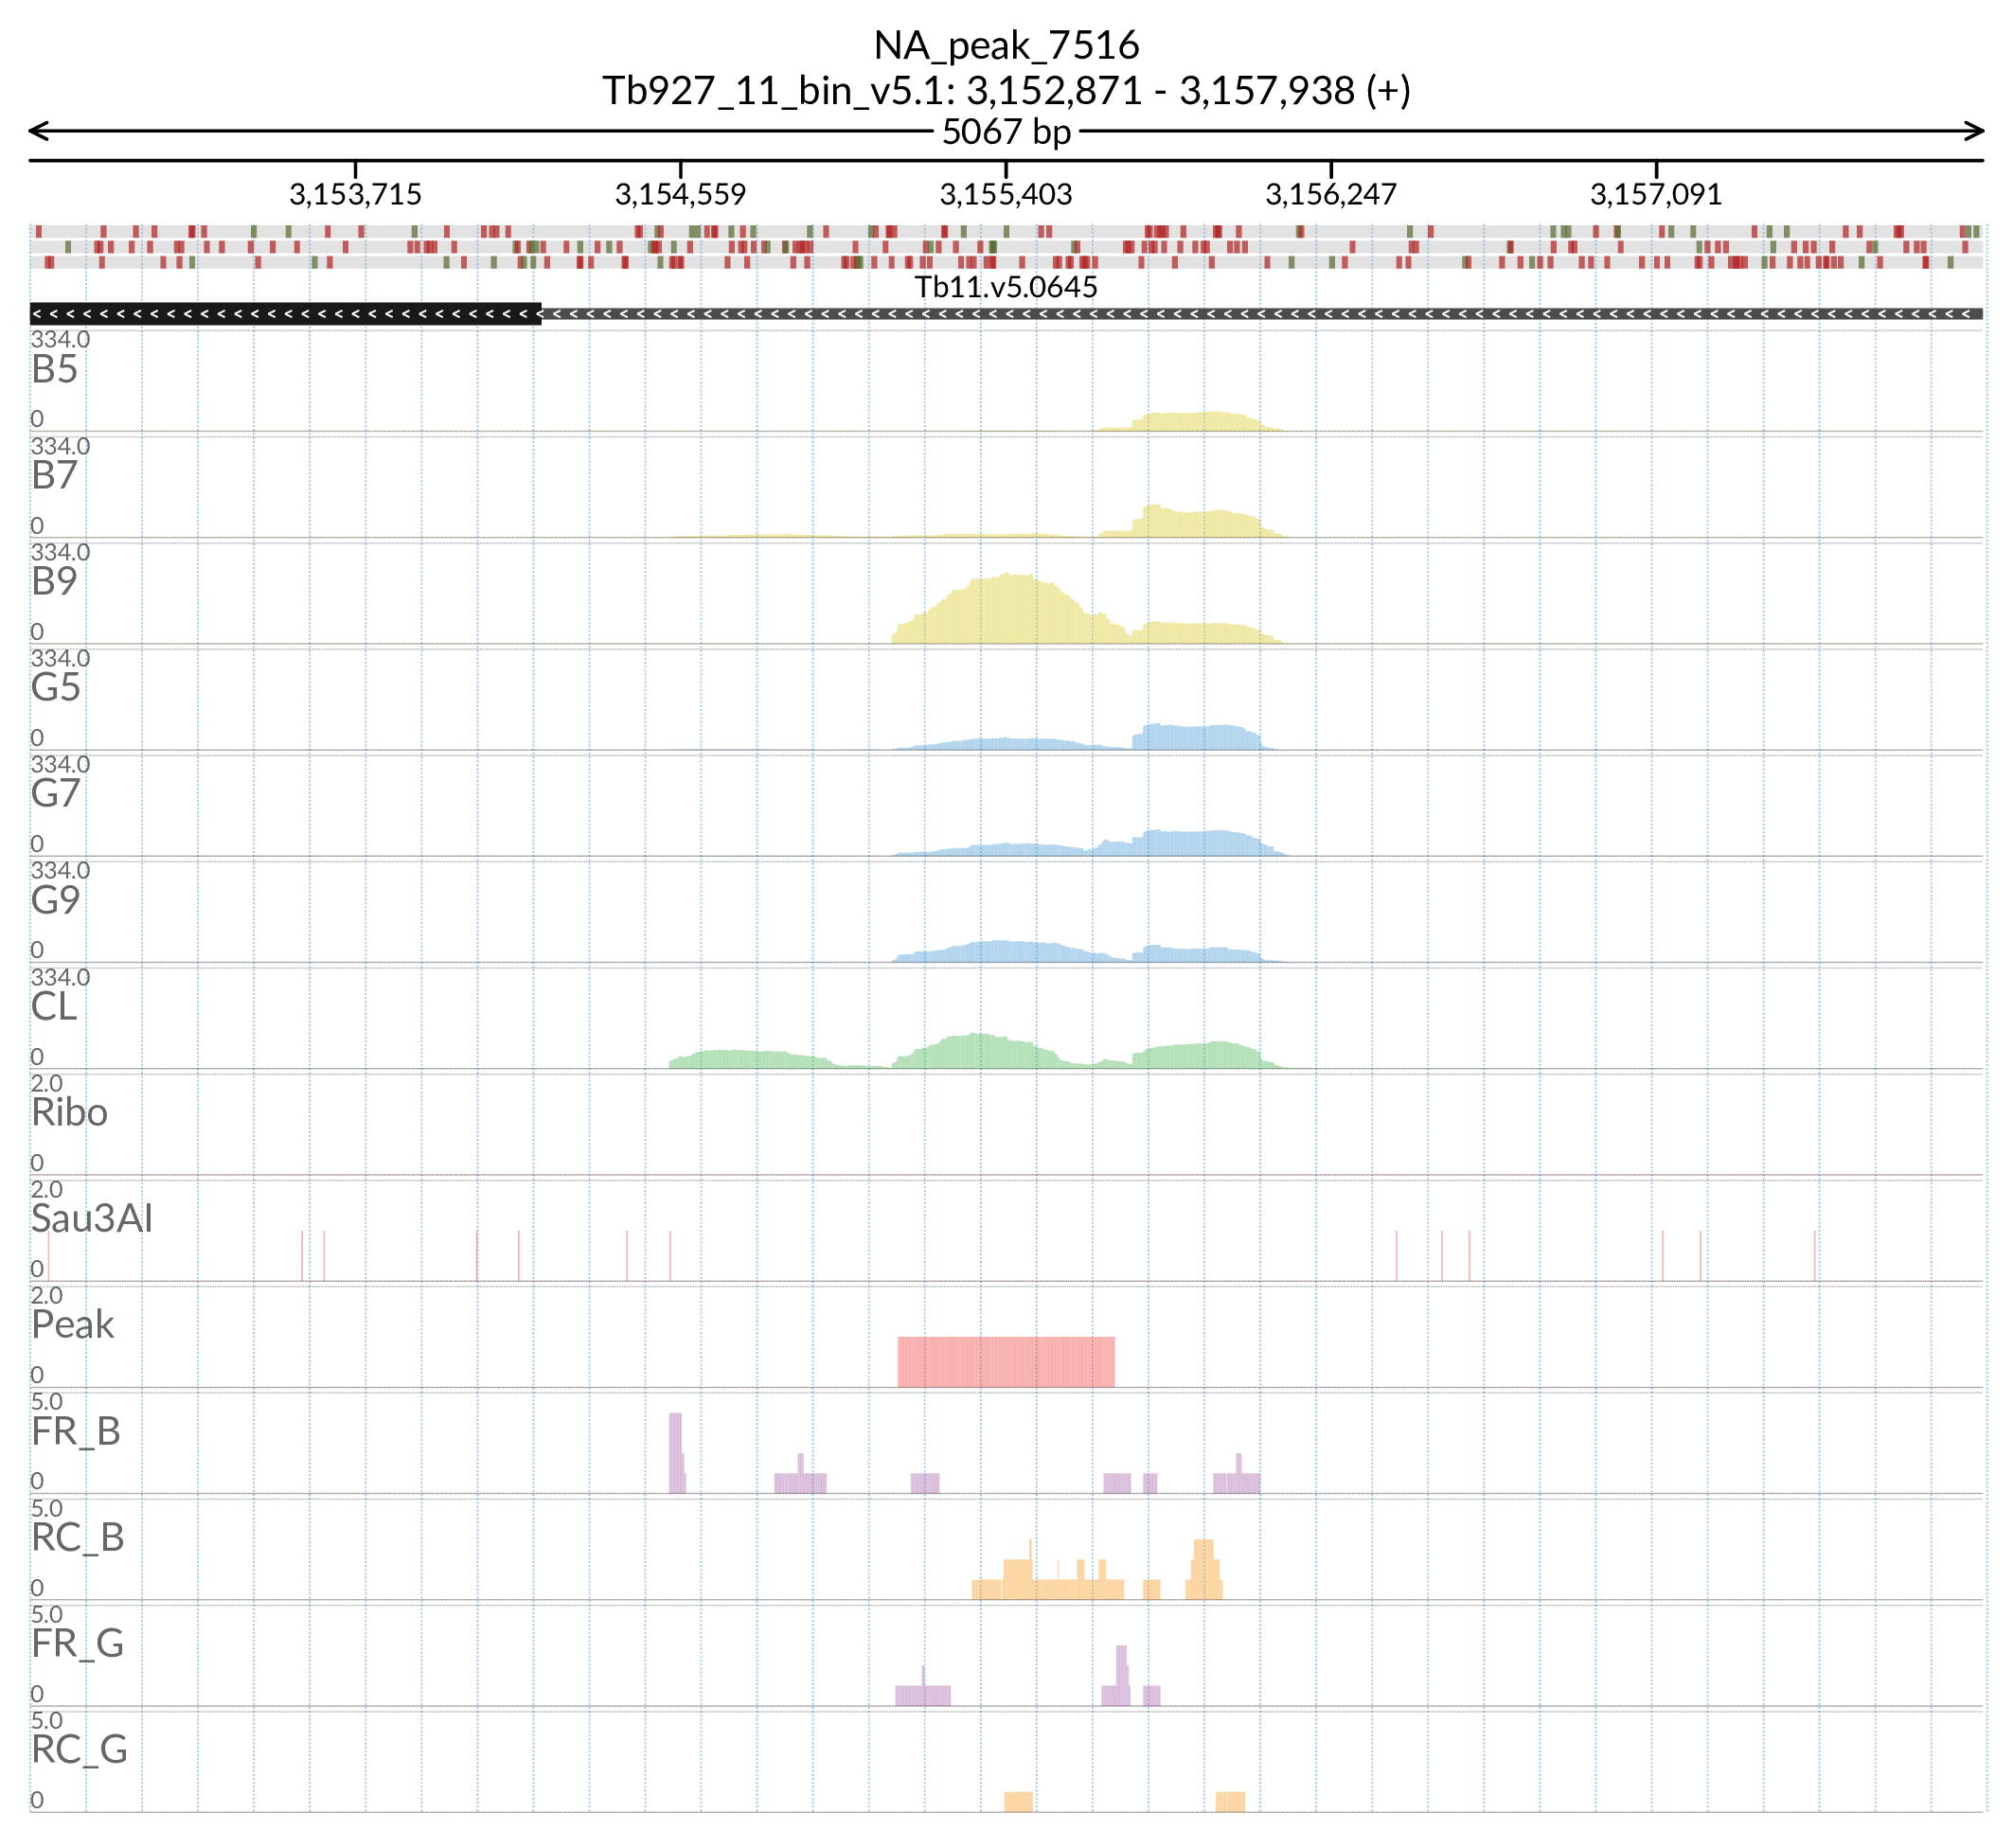 NA_peak_7516
Tb927_11_bin_v5.1: 3,152,871 - 3,157,938 (+)
5067 bp
3,153,715 3,154,559 3,155,403 3,156,247 3,157,091
Tb11.v5.0645
334.0
B5
0
334.0
B7
0
334.0
B9
0
334.0
G5
0
334.0
G7
0
334.0
G9
0
334.0
CL
0
2.0
Ribo
0
2.0
Sau3AI
0
2.0
Peak
0
5.0
FR_B
0
5.0
RC_B
0
5.0
FR_G
0
5.0
RC_G
0